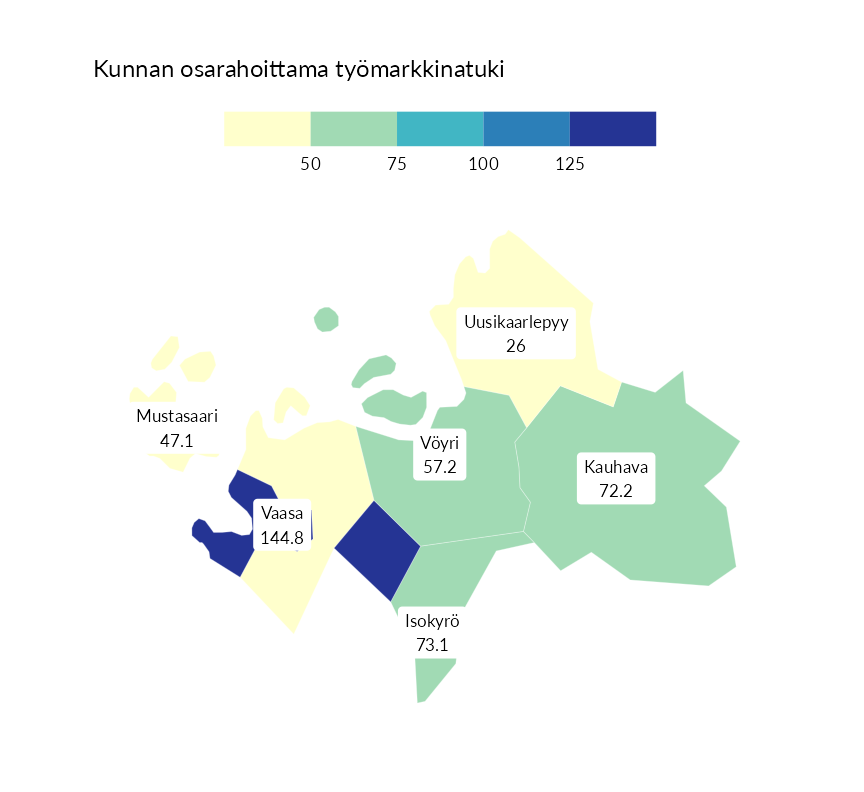 Kunnan osarahoittama työmarkkinatuki
50 75 100 125
Uusikaarlepyy
26
Mustasaari
47.1
Vöyri
57.2
Kauhava
72.2
Vaasa
144.8
Isokyrö
73.1